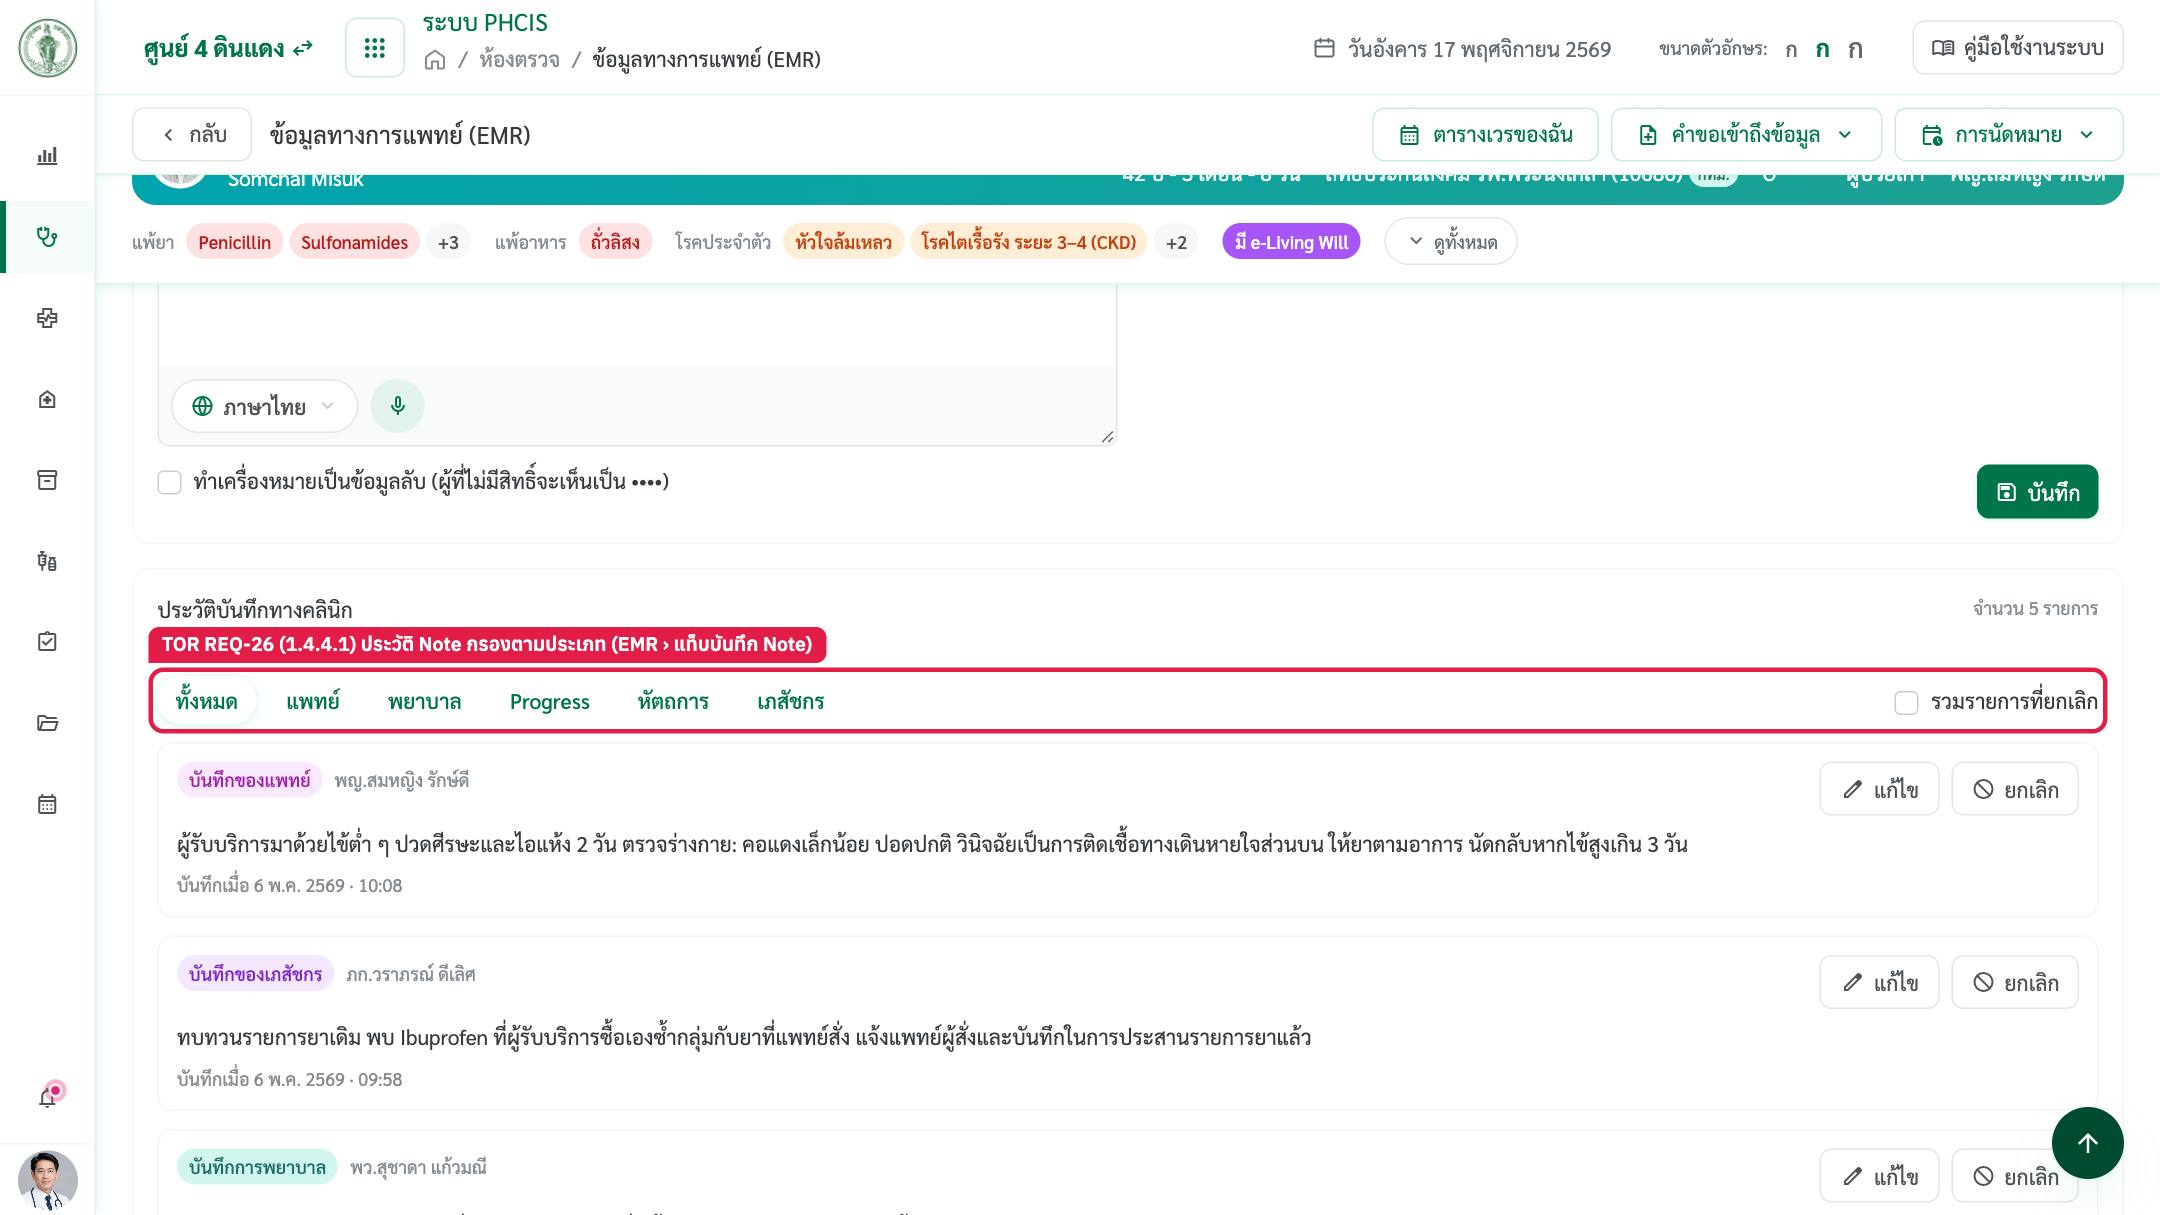 ศูนย์ 4 ดินแดง
ระบบ PHCIS
/ ห้องตรวจ / ข้อมูลทางการแพทย์ (EMR)
วันอังคาร 17 พฤศจิกายน 2569
ขนาดตัวอักษร: ก ก ก
คู่มือใช้งานระบบ
กลับ
ข้อมูลทางการแพทย์ (EMR)
ตารางเวรของฉัน
คำขอเข้าถึงข้อมูล
การนัดหมาย
Somchai Misuk
กทม.
แพ้ยา Penicillin Sulfonamides +3 แพ้อาหาร ถั่วลิสง โรคประจำตัว หัวใจล้มเหลว โรคไตเรื้อรัง ระยะ 3–4 (CKD) +2 มี e-Living Will ดูทั้งหมด
ภาษาไทย
ทำเครื่องหมายเป็นข้อมูลลับ (ผู้ที่ไม่มีสิทธิ์จะเห็นเป็น ••••)
บันทึก
ประวัติบันทึกทางคลินิก
จำนวน 5 รายการ
TOR REQ-26 (1.4.4.1) ประวัติ Note กรองตามประเภท (EMR › แท็บบันทึก Note)
ทั้งหมด แพทย์ พยาบาล Progress หัตถการ เภสัชกร
รวมรายการที่ยกเลิก
บันทึกของแพทย์ พญ.สมหญิง รักษ์ดี
แก้ไข ยกเลิก
ผู้รับบริการมาด้วยไข้ต่ำ ๆ ปวดศีรษะและไอแห้ง 2 วัน ตรวจร่างกาย: คอแดงเล็กน้อย ปอดปกติ วินิจฉัยเป็นการติดเชื้อทางเดินหายใจส่วนบน ให้ยาตามอาการ นัดกลับหากไข้สูงเกิน 3 วัน
บันทึกเมื่อ 6 พ.ค. 2569 · 10:08
บันทึกของเภสัชกร ภก.วราภรณ์ ดีเลิศ
แก้ไข ยกเลิก
ทบทวนรายการยาเดิม พบ Ibuprofen ที่ผู้รับบริการซื้อเองซ้ำกลุ่มกับยาที่แพทย์สั่ง แจ้งแพทย์ผู้สั่งและบันทึกในการประสานรายการยาแล้ว
บันทึกเมื่อ 6 พ.ค. 2569 · 09:58
บันทึกการพยาบาล พว.สุชาดา แก้วมณี
แก้ไข ยกเลิก